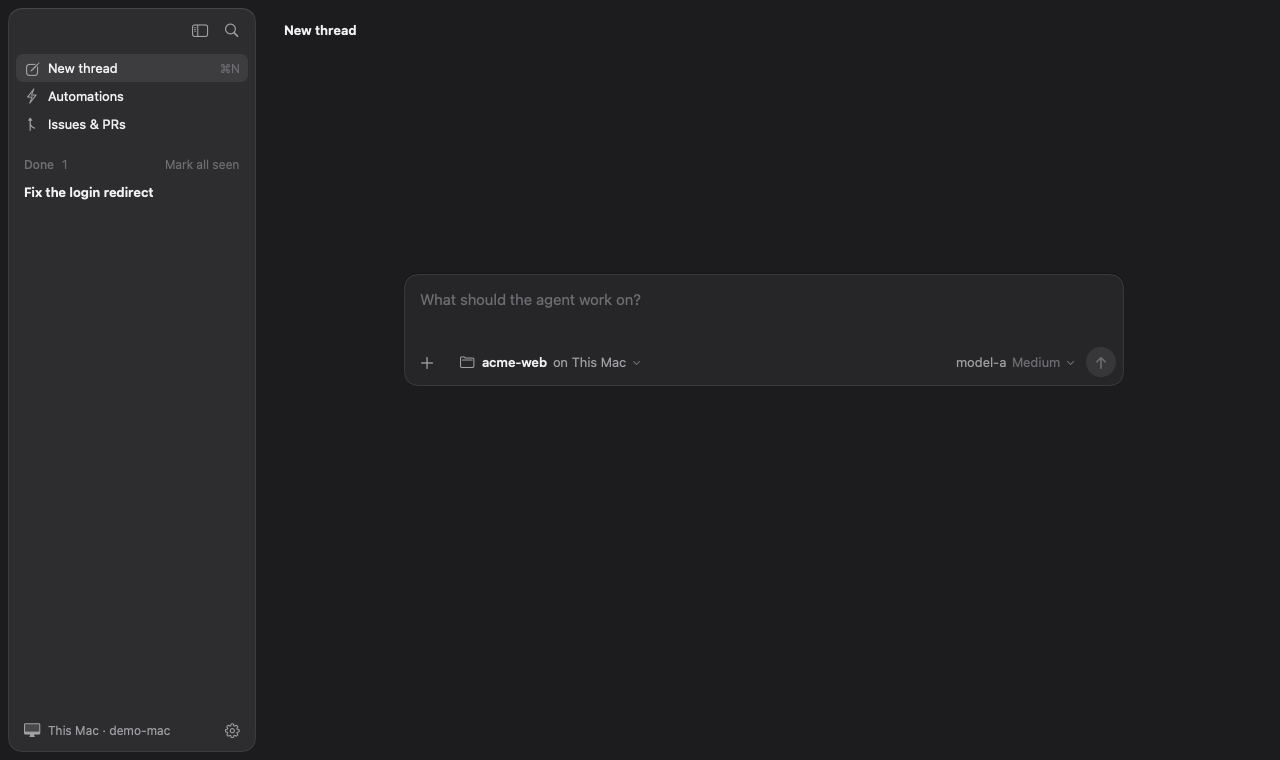 New thread
New thread ⌘N
Automations
Issues & PRs
Done 1 Mark all seen
Fix the login redirect
What should the agent work on?
acme-web on This Mac model-a Medium
This Mac · demo-mac